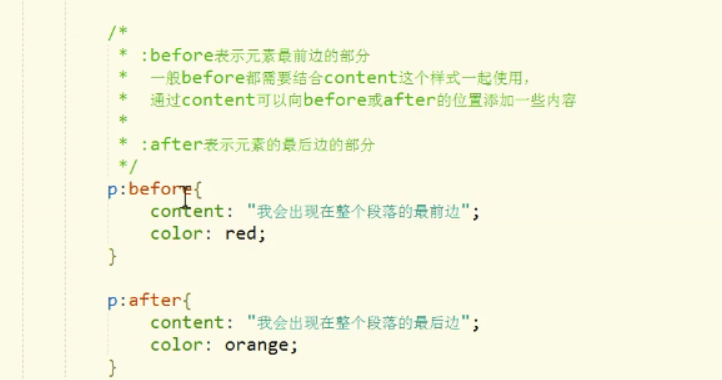 /*
* :before表示元素最前边的部分
* 一般before都需要结合content这个样式一起使用，
* 通过content可以向before或after的位置添加一些内容
*
* :after表示元素的最后边的部分
*/
p:before{
content: "我会出现在整个段落的最前边";
color: red;
}
p:after{
content: "我会出现在整个段落的最后边";
color: orange;
}